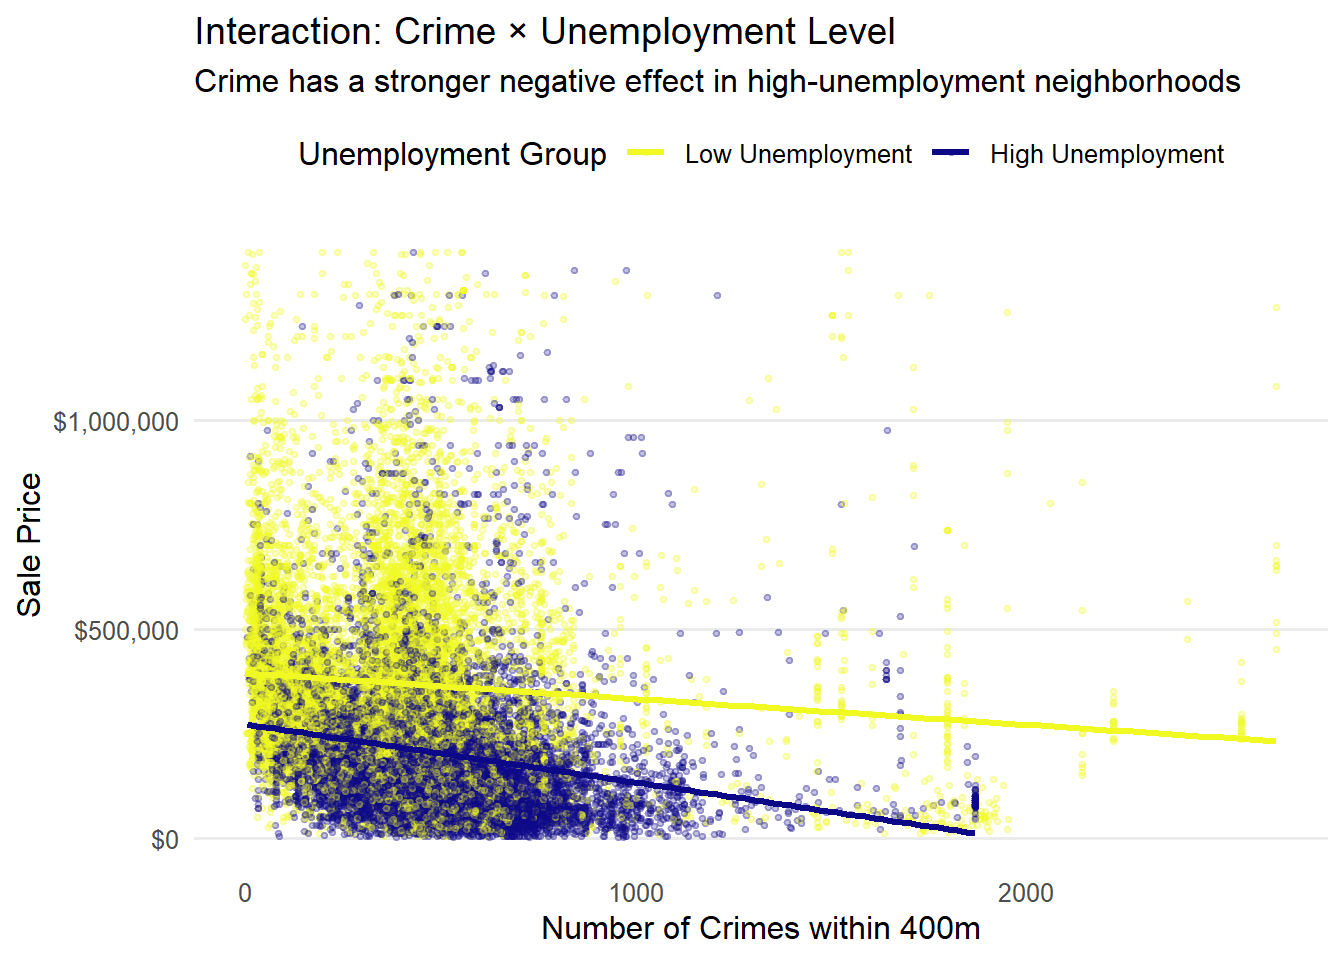 Interaction: Crime × Unemployment Level
Crime has a stronger negative effect in high-unemployment neighborhoods
Unemployment Group Low Unemployment High Unemployment
$1,000,000
$500,000
$0
Sale Price
0 1000 2000
Number of Crimes within 400m